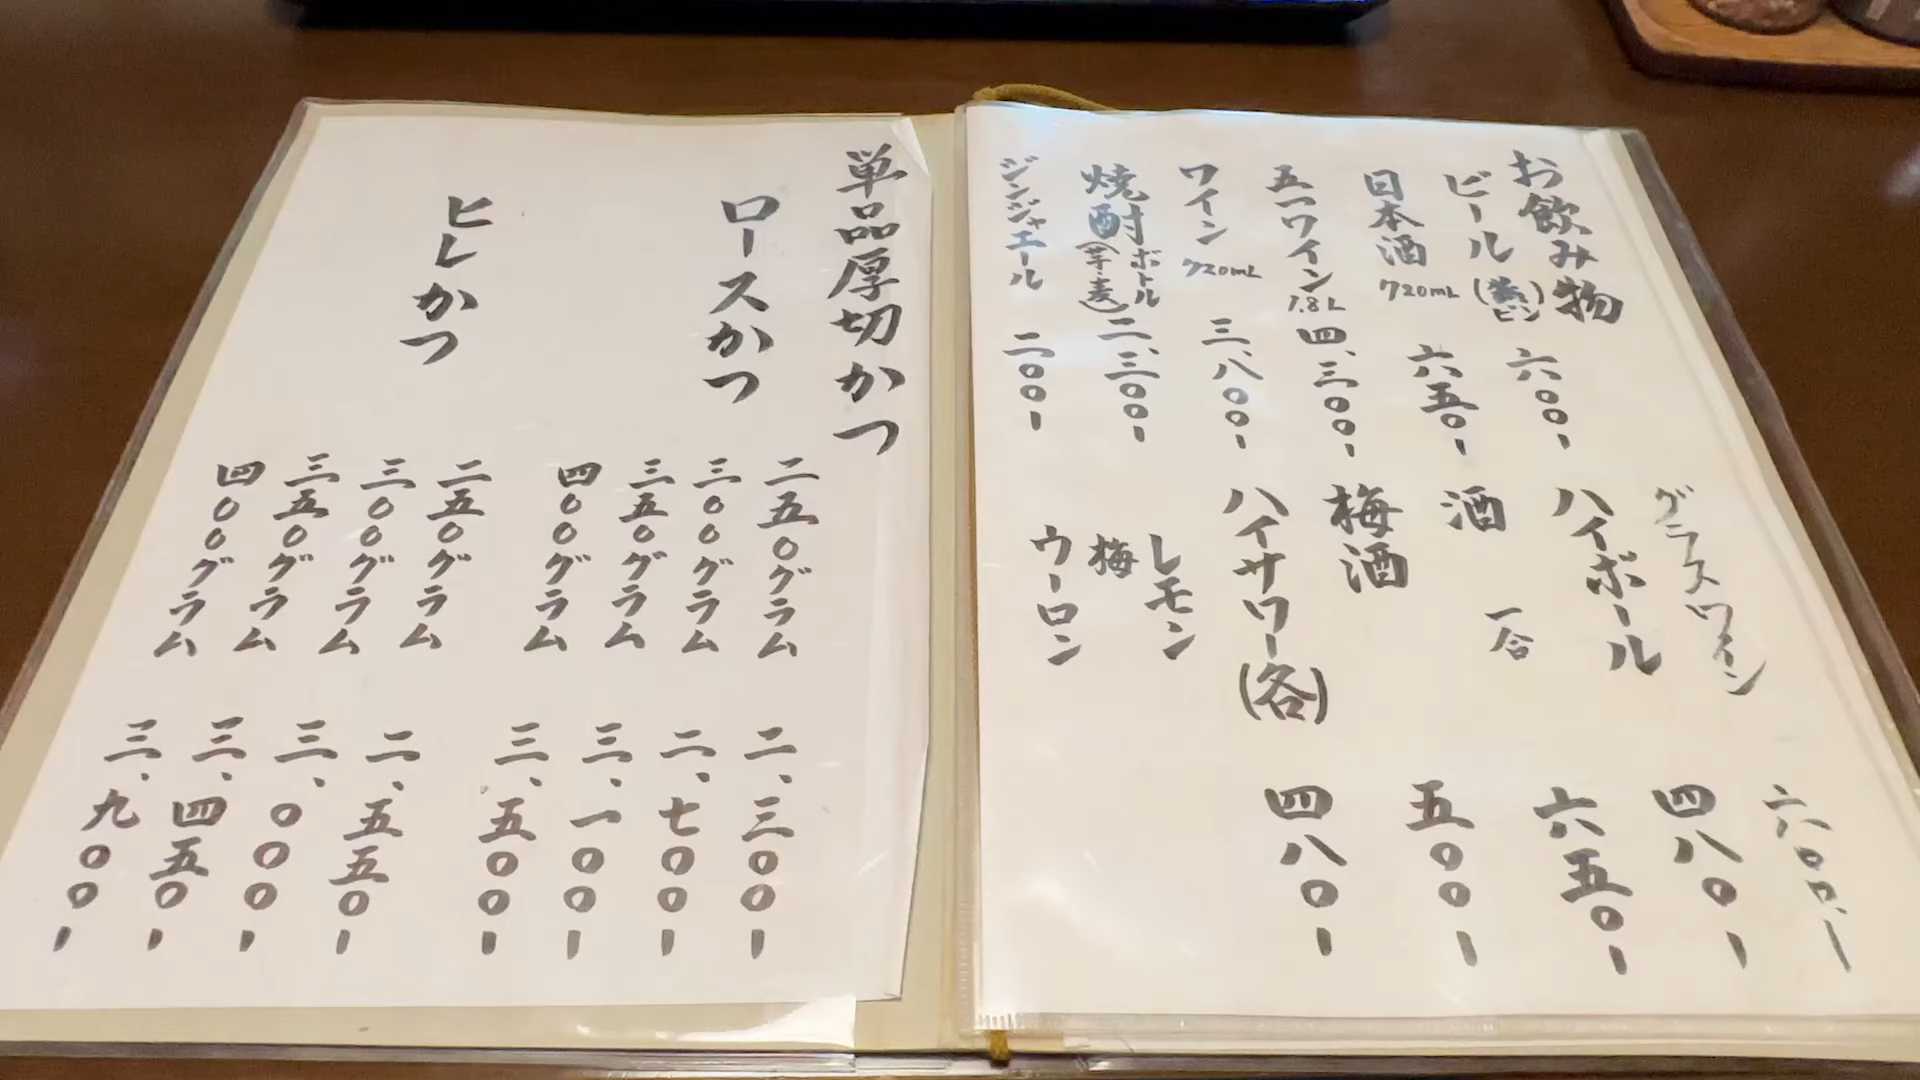 お飲み物
ビール(ビン) 六〇〇-
日本酒 720mL 六五〇-
五一ワイン 1.8L 四、三〇〇-
ワイン 720mL 三、八〇〇-
焼酎ボトル(芋・麦) 二、三〇〇-
ジンジャエール 二〇〇-
グラスワイン 六〇〇-
ハイボール 四八〇-
酒 一合 六五〇-
梅酒 五〇〇-
ハイサワー(各) 四八〇-
レモン
梅
ウーロン
単品厚切かつ
ロースかつ
二五〇グラム 二、三〇〇-
三〇〇グラム 二、七〇〇-
三五〇グラム 三、一〇〇-
四〇〇グラム 三、五〇〇-
ヒレかつ
二五〇グラム 二、五五〇-
三〇〇グラム 三、〇〇〇-
三五〇グラム 三、四五〇-
四〇〇グラム 三、九〇〇-